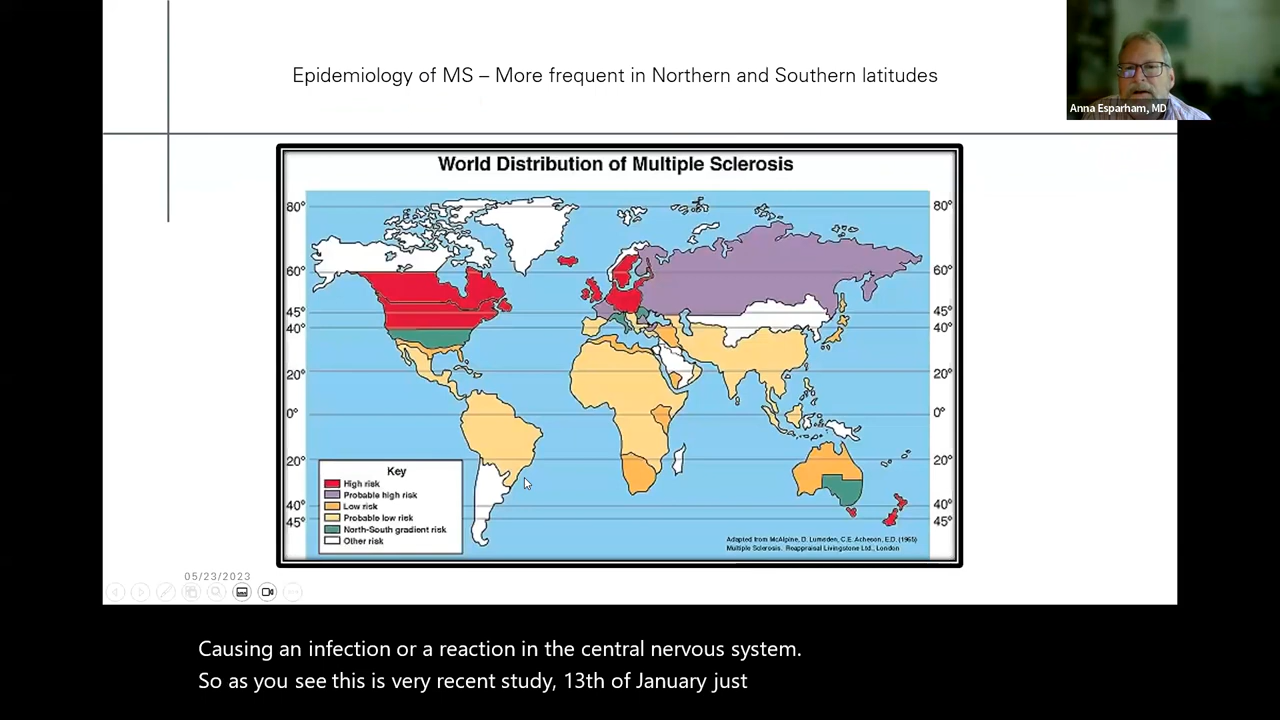 Epidemiology of MS – More frequent in Northern and Southern latitudes
Anna Esparham, MD
World Distribution of Multiple Sclerosis
80°
60°
45°
40°
20°
0°
20°
40°
45°
80°
60°
45°
40°
20°
0°
20°
40°
45°
Key
High risk
Probable high risk
Low risk
Probable low risk
North-South gradient risk
Other risk
Adapted from McAlpine, D. Lumeden, C.E. Acheson, E.D. (1965)
Multiple Sclerosis. Reappraisal Livingstone Ltd., London
05/23/2023
Causing an infection or a reaction in the central nervous system.
So as you see this is very recent study, 13th of January just